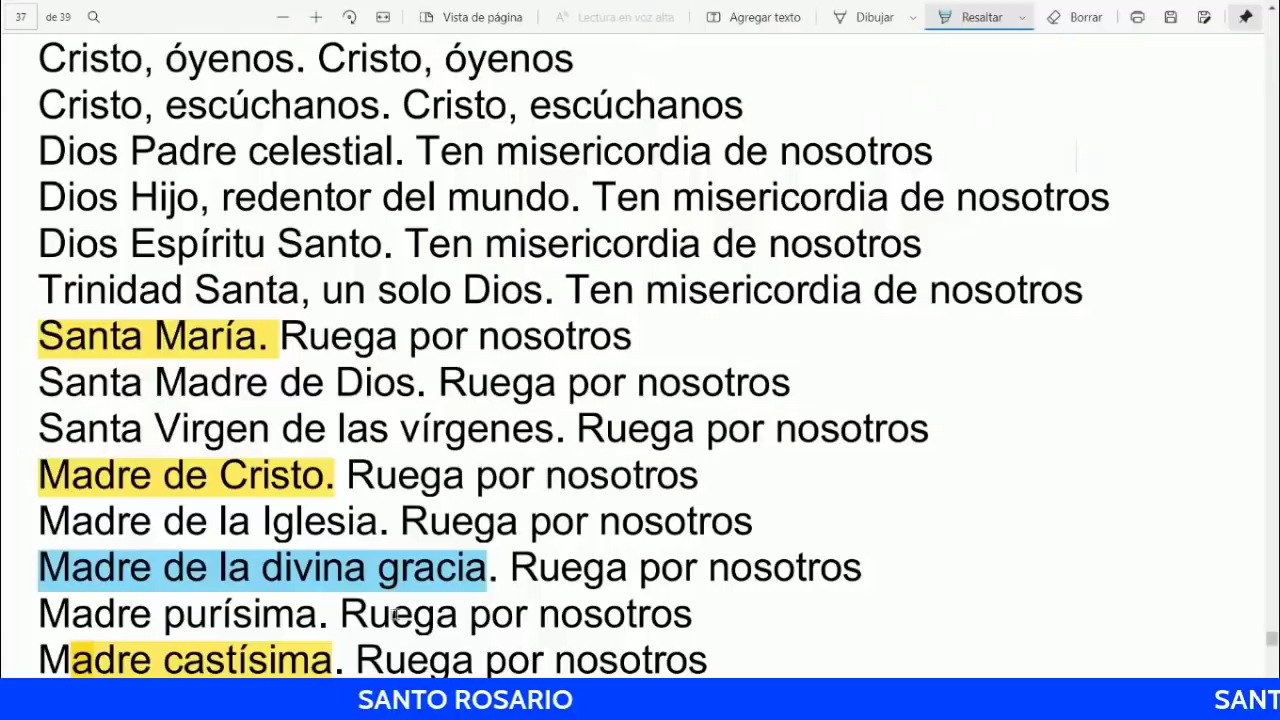 37 de 39 Vista de página Lectura en voz alta Agregar texto Dibujar Resaltar Borrar
Cristo, óyenos. Cristo, óyenos
Cristo, escúchanos. Cristo, escúchanos
Dios Padre celestial. Ten misericordia de nosotros
Dios Hijo, redentor del mundo. Ten misericordia de nosotros
Dios Espíritu Santo. Ten misericordia de nosotros
Trinidad Santa, un solo Dios. Ten misericordia de nosotros
Santa María. Ruega por nosotros
Santa Madre de Dios. Ruega por nosotros
Santa Virgen de las vírgenes. Ruega por nosotros
Madre de Cristo. Ruega por nosotros
Madre de la Iglesia. Ruega por nosotros
Madre de la divina gracia. Ruega por nosotros
Madre purísima. Ruega por nosotros
Madre castísima. Ruega por nosotros
SANTO ROSARIO SANT